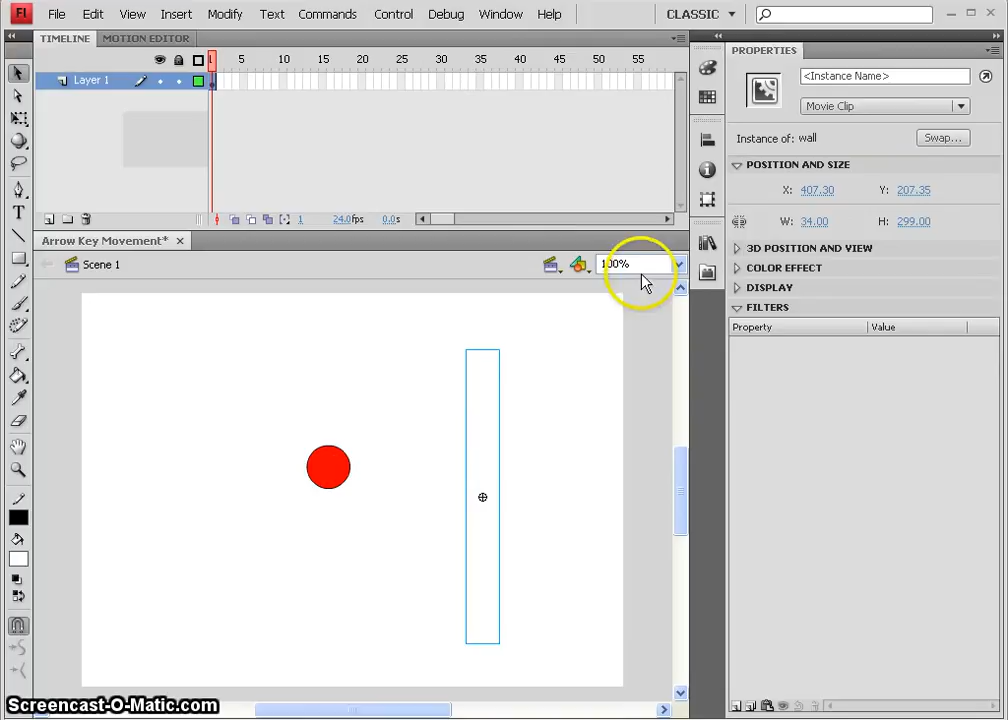 Fl File Edit View Insert Modify Text Commands Control Debug Window Help CLASSIC
TIMELINE MOTION EDITOR
1 5 10 15 20 25 30 35 40 45 50 55
Layer 1
1 24.0fps 0.0s
Arrow Key Movement*
Scene 1
100%
PROPERTIES
<Instance Name>
Movie Clip
Instance of: wall Swap...
POSITION AND SIZE
X: 407.30 Y: 207.35
W: 34.00 H: 299.00
3D POSITION AND VIEW
COLOR EFFECT
DISPLAY
FILTERS
Property Value
Screencast-O-Matic.com